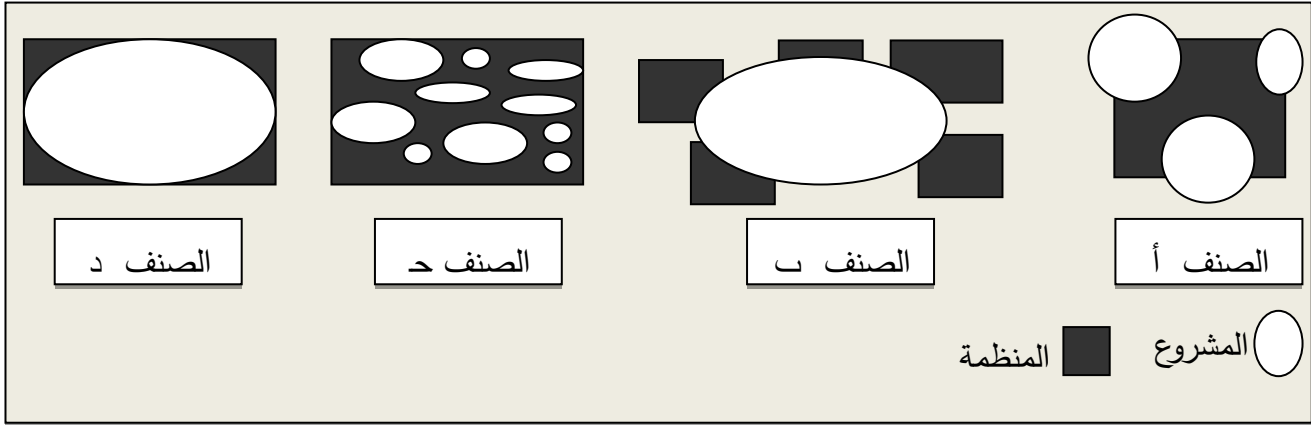 الصنف أ
الصنف ب
الصنف حـ
الصنف د
المشروع
المنظمة